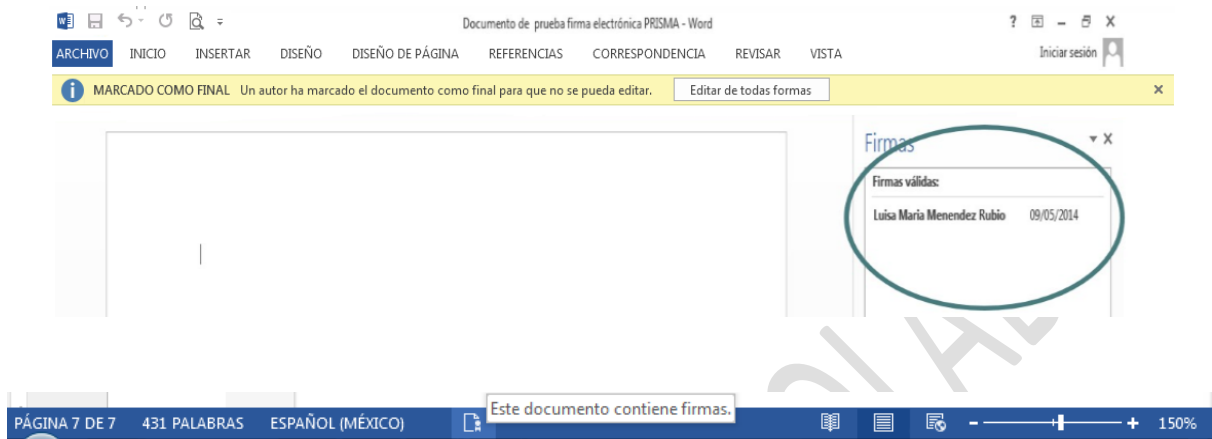 Documento de prueba firma electrónica PRISMA - Word
ARCHIVO INICIO INSERTAR DISEÑO DISEÑO DE PÁGINA REFERENCIAS CORRESPONDENCIA REVISAR VISTA Iniciar sesión
MARCADO COMO FINAL Un autor ha marcado el documento como final para que no se pueda editar. Editar de todas formas
Firmas
Firmas válidas:
Luisa Maria Menendez Rubio 09/05/2014
Este documento contiene firmas.
PÁGINA 7 DE 7 431 PALABRAS ESPAÑOL (MÉXICO) 150%